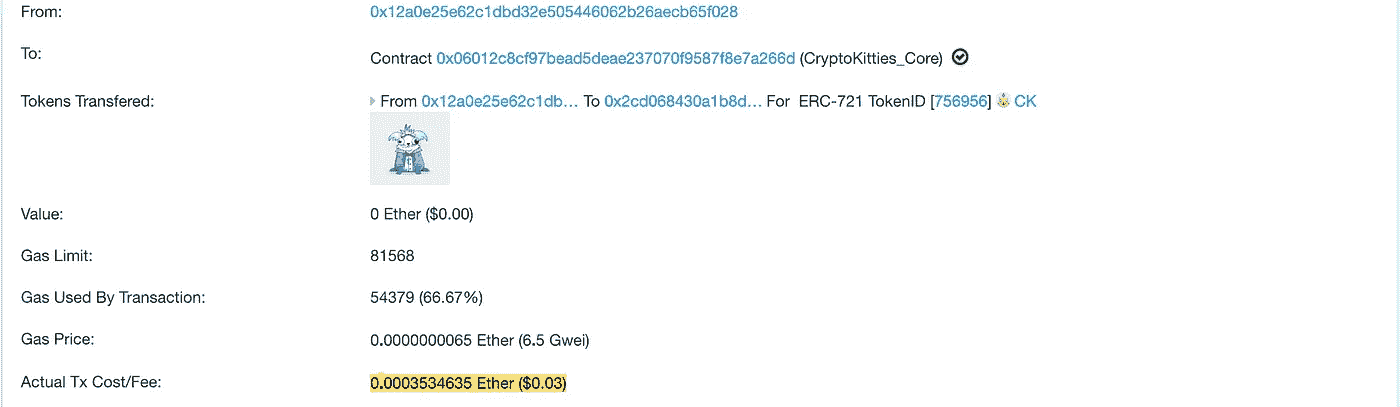 From: 0x12a0e25e62c1dbd32e505446062b26aecb65f028
To: Contract 0x06012c8cf97bead5deae237070f9587f8e7a266d (CryptoKitties_Core)
Tokens Transfered: From 0x12a0e25e62c1db... To 0x2cd068430a1b8d... For ERC-721 TokenID [756956] CK
Value: 0 Ether ($0.00)
Gas Limit: 81568
Gas Used By Transaction: 54379 (66.67%)
Gas Price: 0.0000000065 Ether (6.5 Gwei)
Actual Tx Cost/Fee: 0.0003534635 Ether ($0.03)